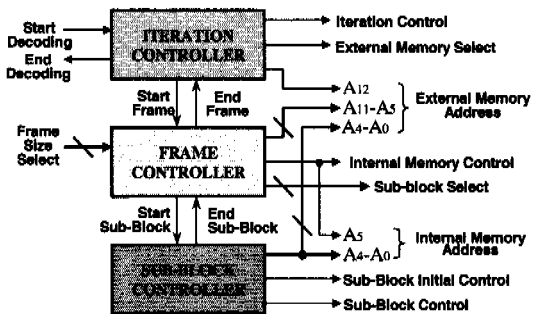 Start
Decoding
End
Decoding
ITERATION
CONTROLLER
Iteration Control
External Memory Select
Start
Frame
End
Frame
A12
A11-A5
A4-A0
External Memory
Address
Frame
Size
Select
FRAME
CONTROLLER
Internal Memory Control
Sub-block Select
Start
Sub-Block
End
Sub-Block
A5
A4-A0
Internal Memory
Address
SUB-BLOCK
CONTROLLER
Sub-Block Initial Control
Sub-Block Control